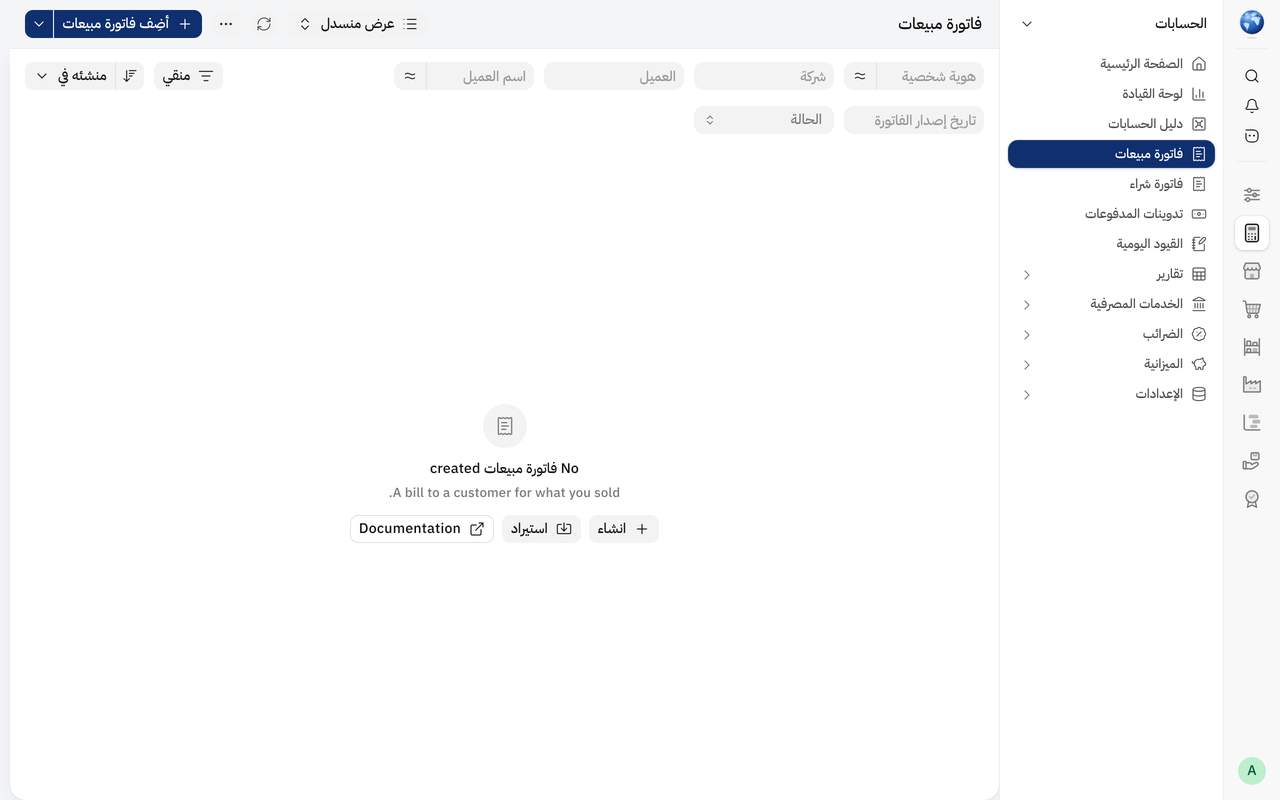 الحسابات
الصفحة الرئيسية
لوحة القيادة
دليل الحسابات
فاتورة مبيعات
فاتورة شراء
تدوينات المدفوعات
القيود اليومية
تقارير
الخدمات المصرفية
الضرائب
الميزانية
الإعدادات
A
فاتورة مبيعات
عرض منسدل
أضِف فاتورة مبيعات
هوية شخصية
شركة
العميل
اسم العميل
منقي
منشئه في
تاريخ إصدار الفاتورة
الحالة
No فاتورة مبيعات created
A bill to a customer for what you sold.
انشاء
استيراد
Documentation